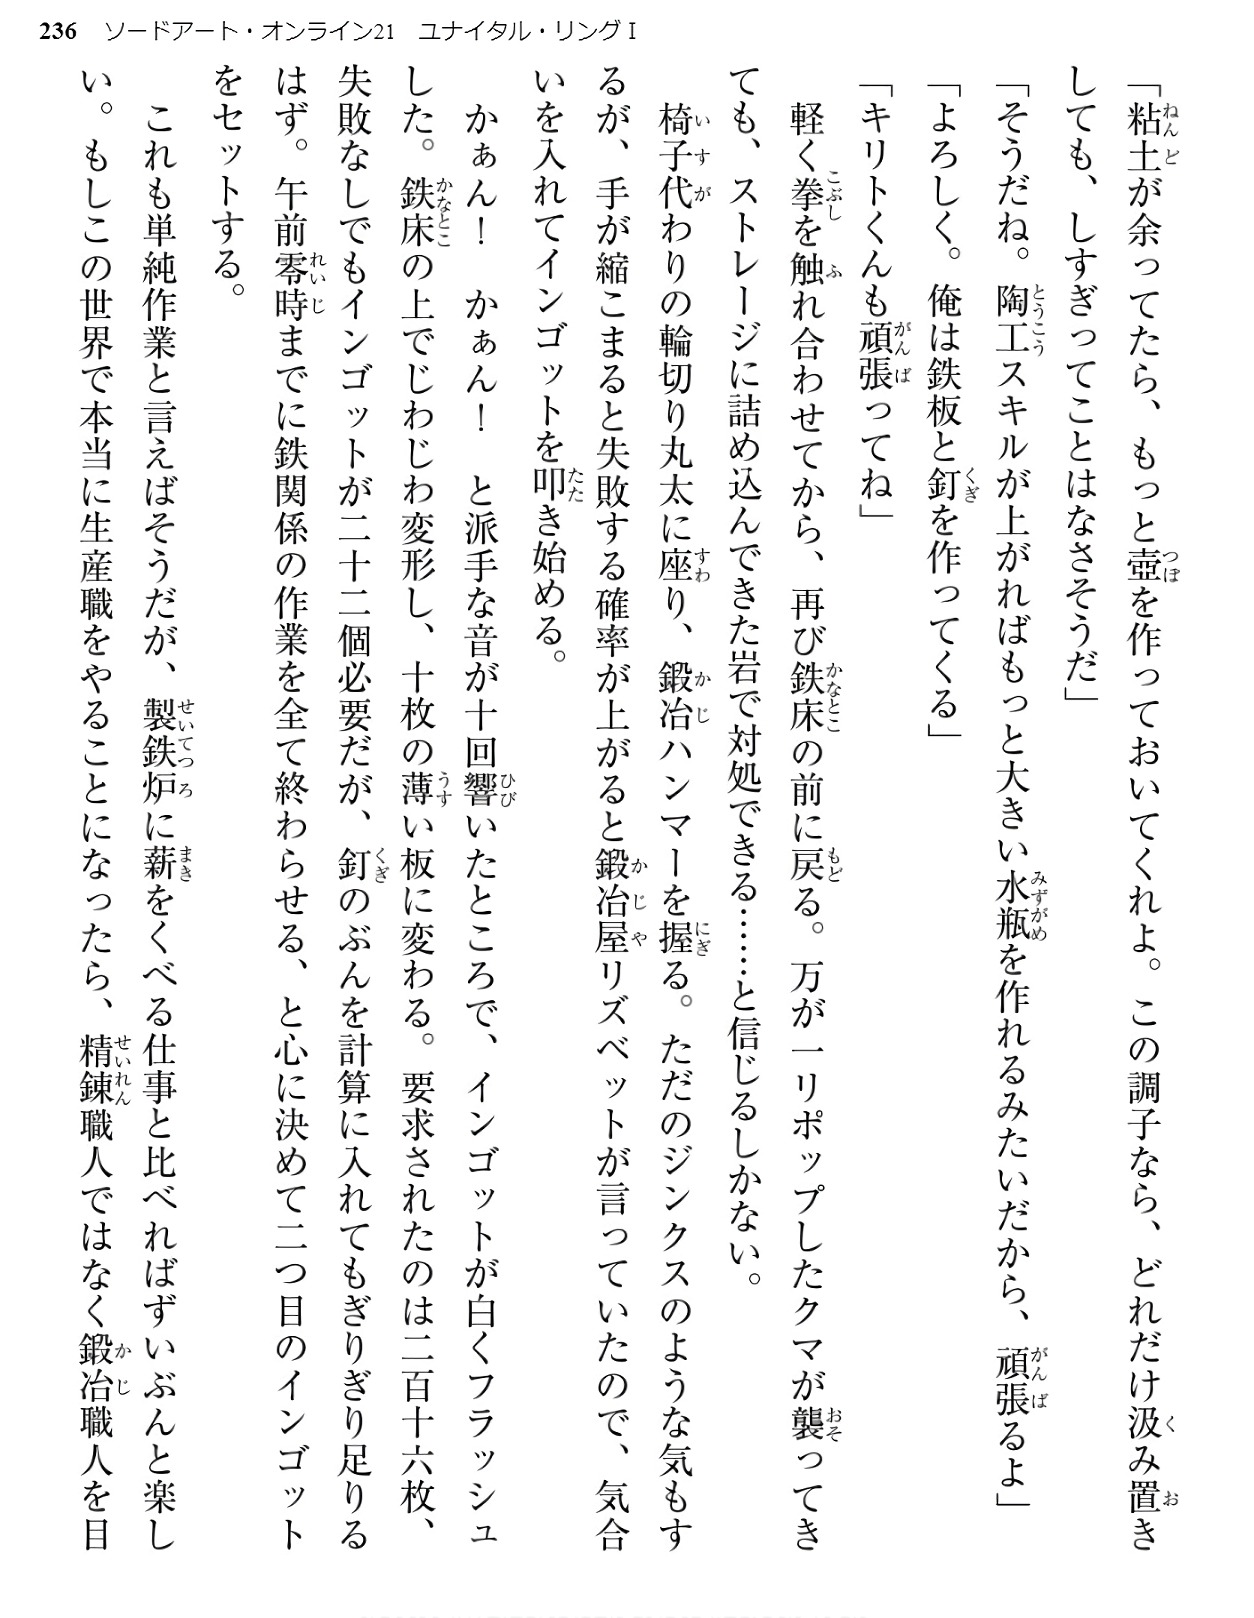 236 ソードアート・オンライン21 ユナイタル・リングⅠ
「粘土が余ってたら、もっと壺を作っておいてくれよ。この調子なら、どれだけ汲み置き
しても、しすぎってことはなさそうだ」
「そうだね。陶工スキルが上がればもっと大きい水瓶を作れるみたいだから、頑張るよ」
「よろしく。俺は鉄板と釘を作ってくる」
「キリトくんも頑張ってね」
軽く拳を触れ合わせてから、再び鉄床の前に戻る。万が一リポップしたクマが襲ってき
ても、ストレージに詰め込んできた岩で対処できる……と信じるしかない。
椅子代わりの輪切り丸太に座り、鍛冶ハンマーを握る。ただのジンクスのような気もす
るが、手が縮こまると失敗する確率が上がると鍛冶屋リズベットが言っていたので、気合
いを入れてインゴットを叩き始める。
かぁん！　かぁん！　と派手な音が十回響いたところで、インゴットが白くフラッシュ
した。鉄床の上でじわじわ変形し、十枚の薄い板に変わる。要求されたのは二百十六枚、
失敗なしでもインゴットが二十二個必要だが、釘のぶんを計算に入れてもぎりぎり足りる
はず。午前零時までに鉄関係の作業を全て終わらせる、と心に決めて二つ目のインゴット
をセットする。
これも単純作業と言えばそうだが、製鉄炉に薪をくべる仕事と比べればずいぶんと楽し
い。もしこの世界で本当に生産職をやることになったら、精錬職人ではなく鍛冶職人を目